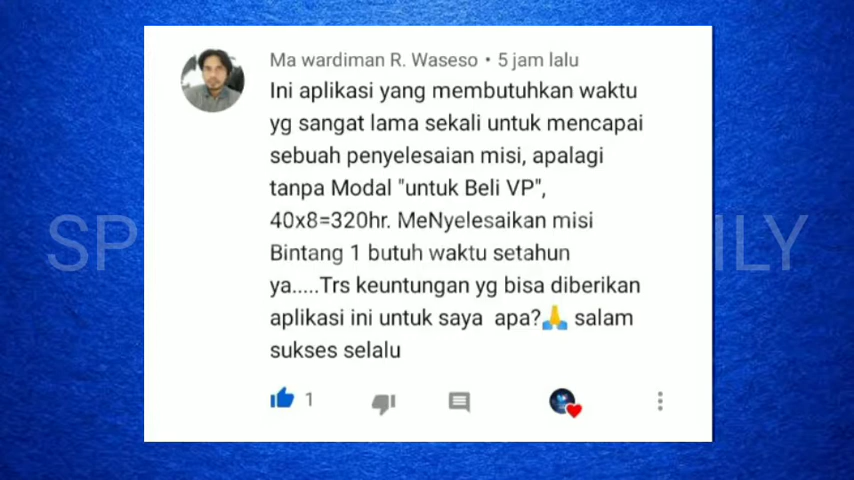 Ma wardiman R. Waseso • 5 jam lalu
Ini aplikasi yang membutuhkan waktu
yg sangat lama sekali untuk mencapai
sebuah penyelesaian misi, apalagi
tanpa Modal "untuk Beli VP",
40x8=320hr. MeNyelesaikan misi
Bintang 1 butuh waktu setahun
ya.....Trs keuntungan yg bisa diberikan
aplikasi ini untuk saya apa?🙏 salam
sukses selalu
1